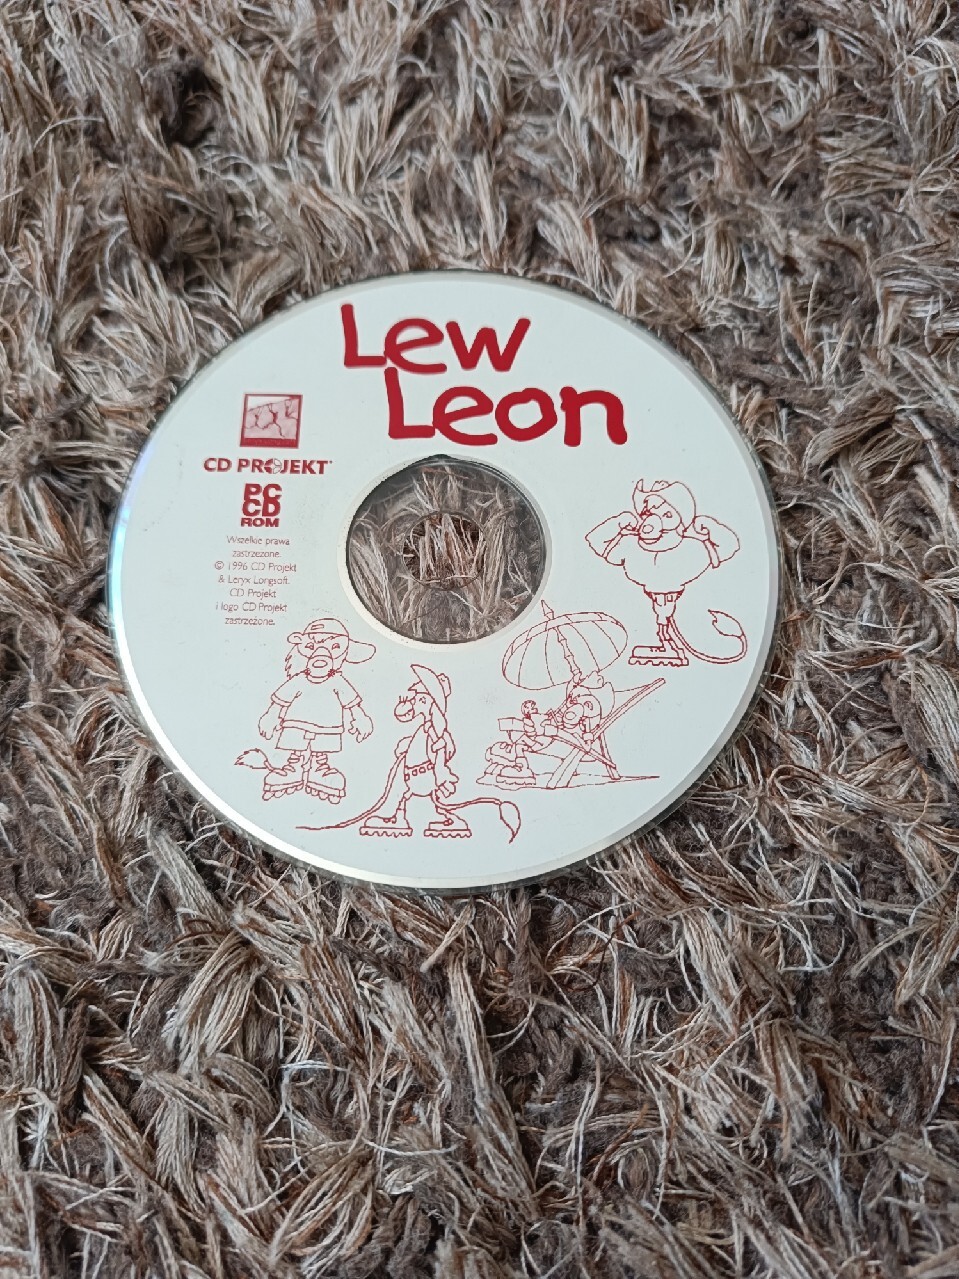 Lew
Leon
CD PROJEKT
PC
CD
ROM
Wszelkie prawa
zastrzeżone.
© 1996 CD Projekt
& Leryx Longsoft.
CD Projekt
i logo CD Projekt
zastrzeżone.